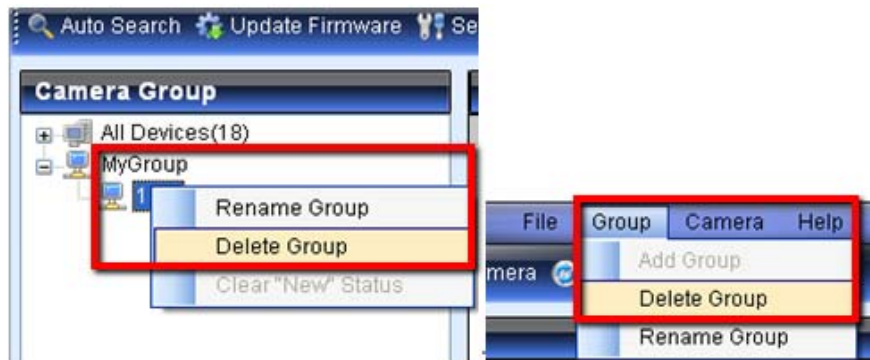 Auto Search Update Firmware Se
Camera Group
All Devices(18)
MyGroup
1
Rename Group
Delete Group
Clear "New" Status
File Group Camera Help
mera
Add Group
Delete Group
Rename Group